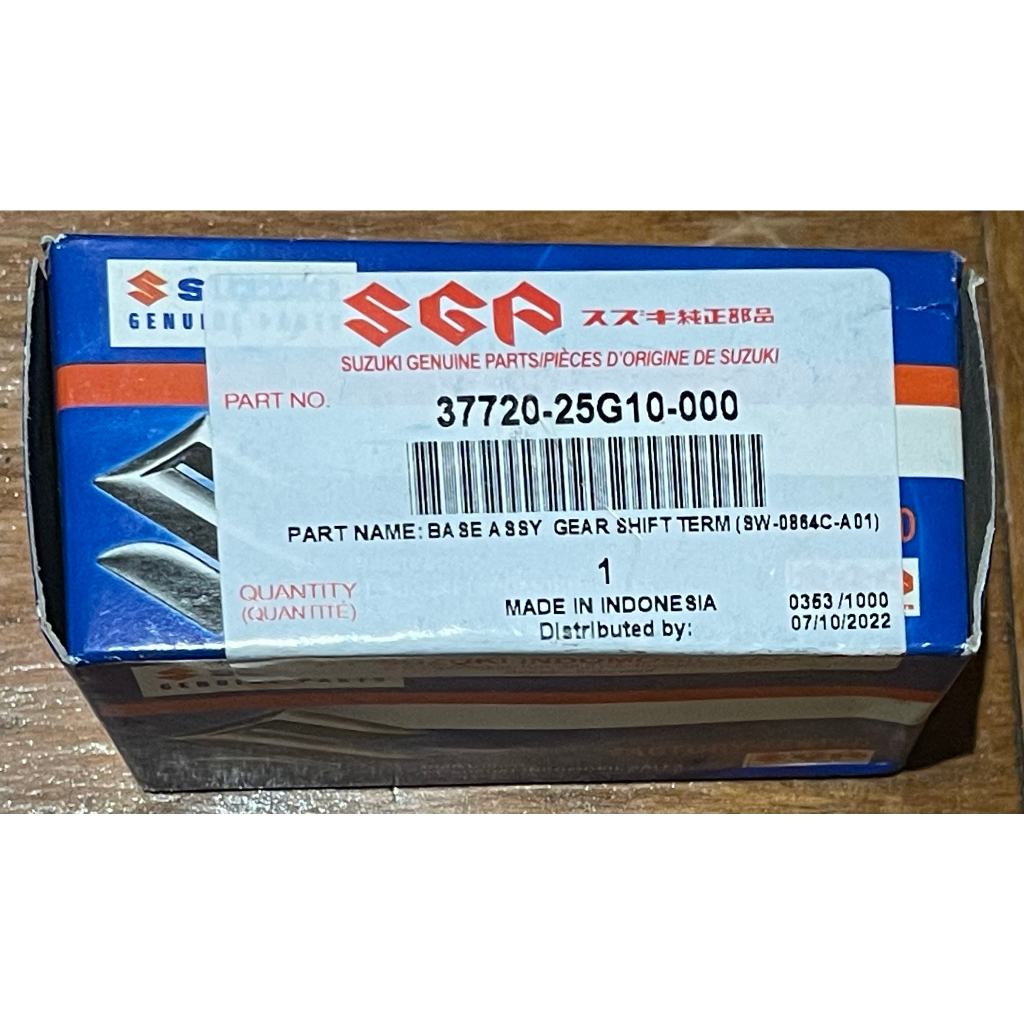 SGP スズキ純正部品
SUZUKI GENUINE PARTS/PIÈCES D'ORIGINE DE SUZUKI
PART NO. 37720-25G10-000
PART NAME: BASE ASSY GEAR SHIFT TERM (SW-0864C-A01)
QUANTITY 1
(QUANTITÉ) MADE IN INDONESIA 0353 /1000
Distributed by: 07/10/2022